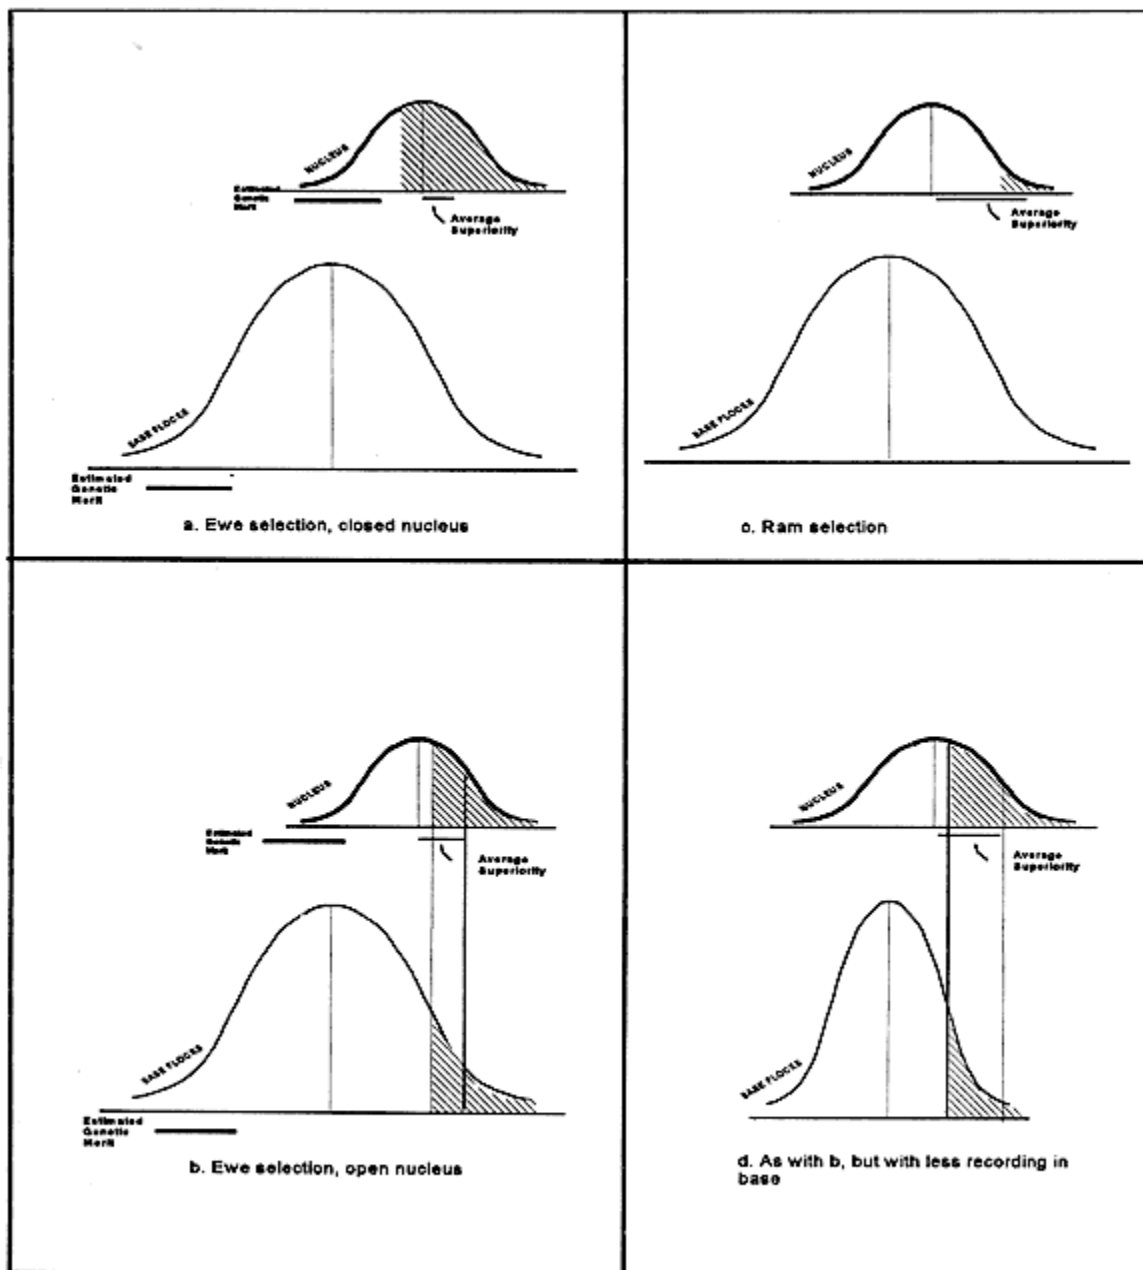 NUCLEUS
Estimated
Genetic
Merit
Average
Superiority
BASE FLOCKS
Estimated
Genetic
Merit
a. Ewe selection, closed nucleus
NUCLEUS
Average
Superiority
BASE FLOCKS
c. Ram selection
NUCLEUS
Estimated
Genetic
Merit
Average
Superiority
BASE FLOCKS
Estimated
Genetic
Merit
b. Ewe selection, open nucleus
NUCLEUS
Average
Superiority
BASE FLOCKS
d. As with b, but with less recording in
base